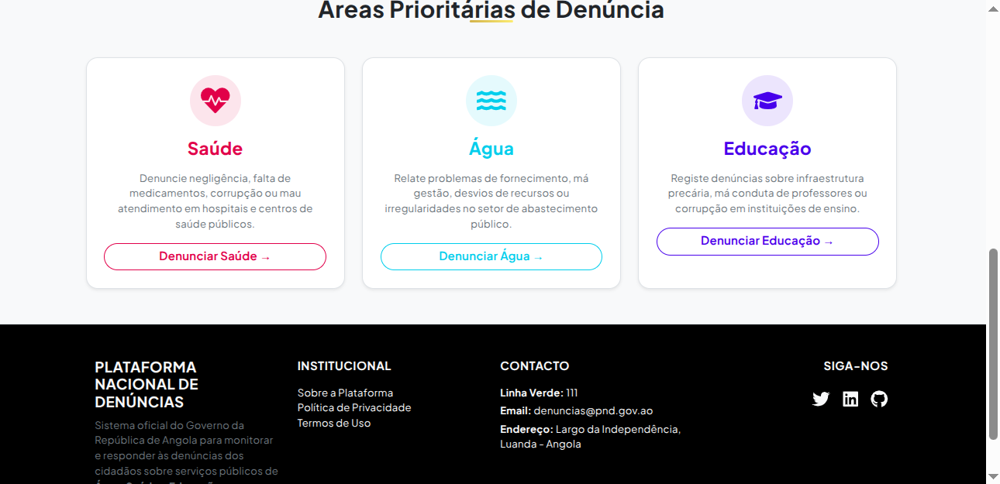 Áreas Prioritárias de Denúncia
Saúde
Denuncie negligência, falta de
medicamentos, corrupção ou mau
atendimento em hospitais e centros de
saúde públicos.
Denunciar Saúde →
Água
Relate problemas de fornecimento, má
gestão, desvios de recursos ou
irregularidades no setor de abastecimento
público.
Denunciar Água →
Educação
Registe denúncias sobre infraestrutura
precária, má conduta de professores ou
corrupção em instituições de ensino.
Denunciar Educação →
PLATAFORMA
NACIONAL DE
DENÚNCIAS
Sistema oficial do Governo da
República de Angola para monitorar
e responder às denúncias dos
cidadãos sobre serviços públicos de
INSTITUCIONAL
Sobre a Plataforma
Política de Privacidade
Termos de Uso
CONTACTO
Linha Verde: 111
Email: denuncias@pnd.gov.ao
Endereço: Largo da Independência,
Luanda - Angola
SIGA-NOS